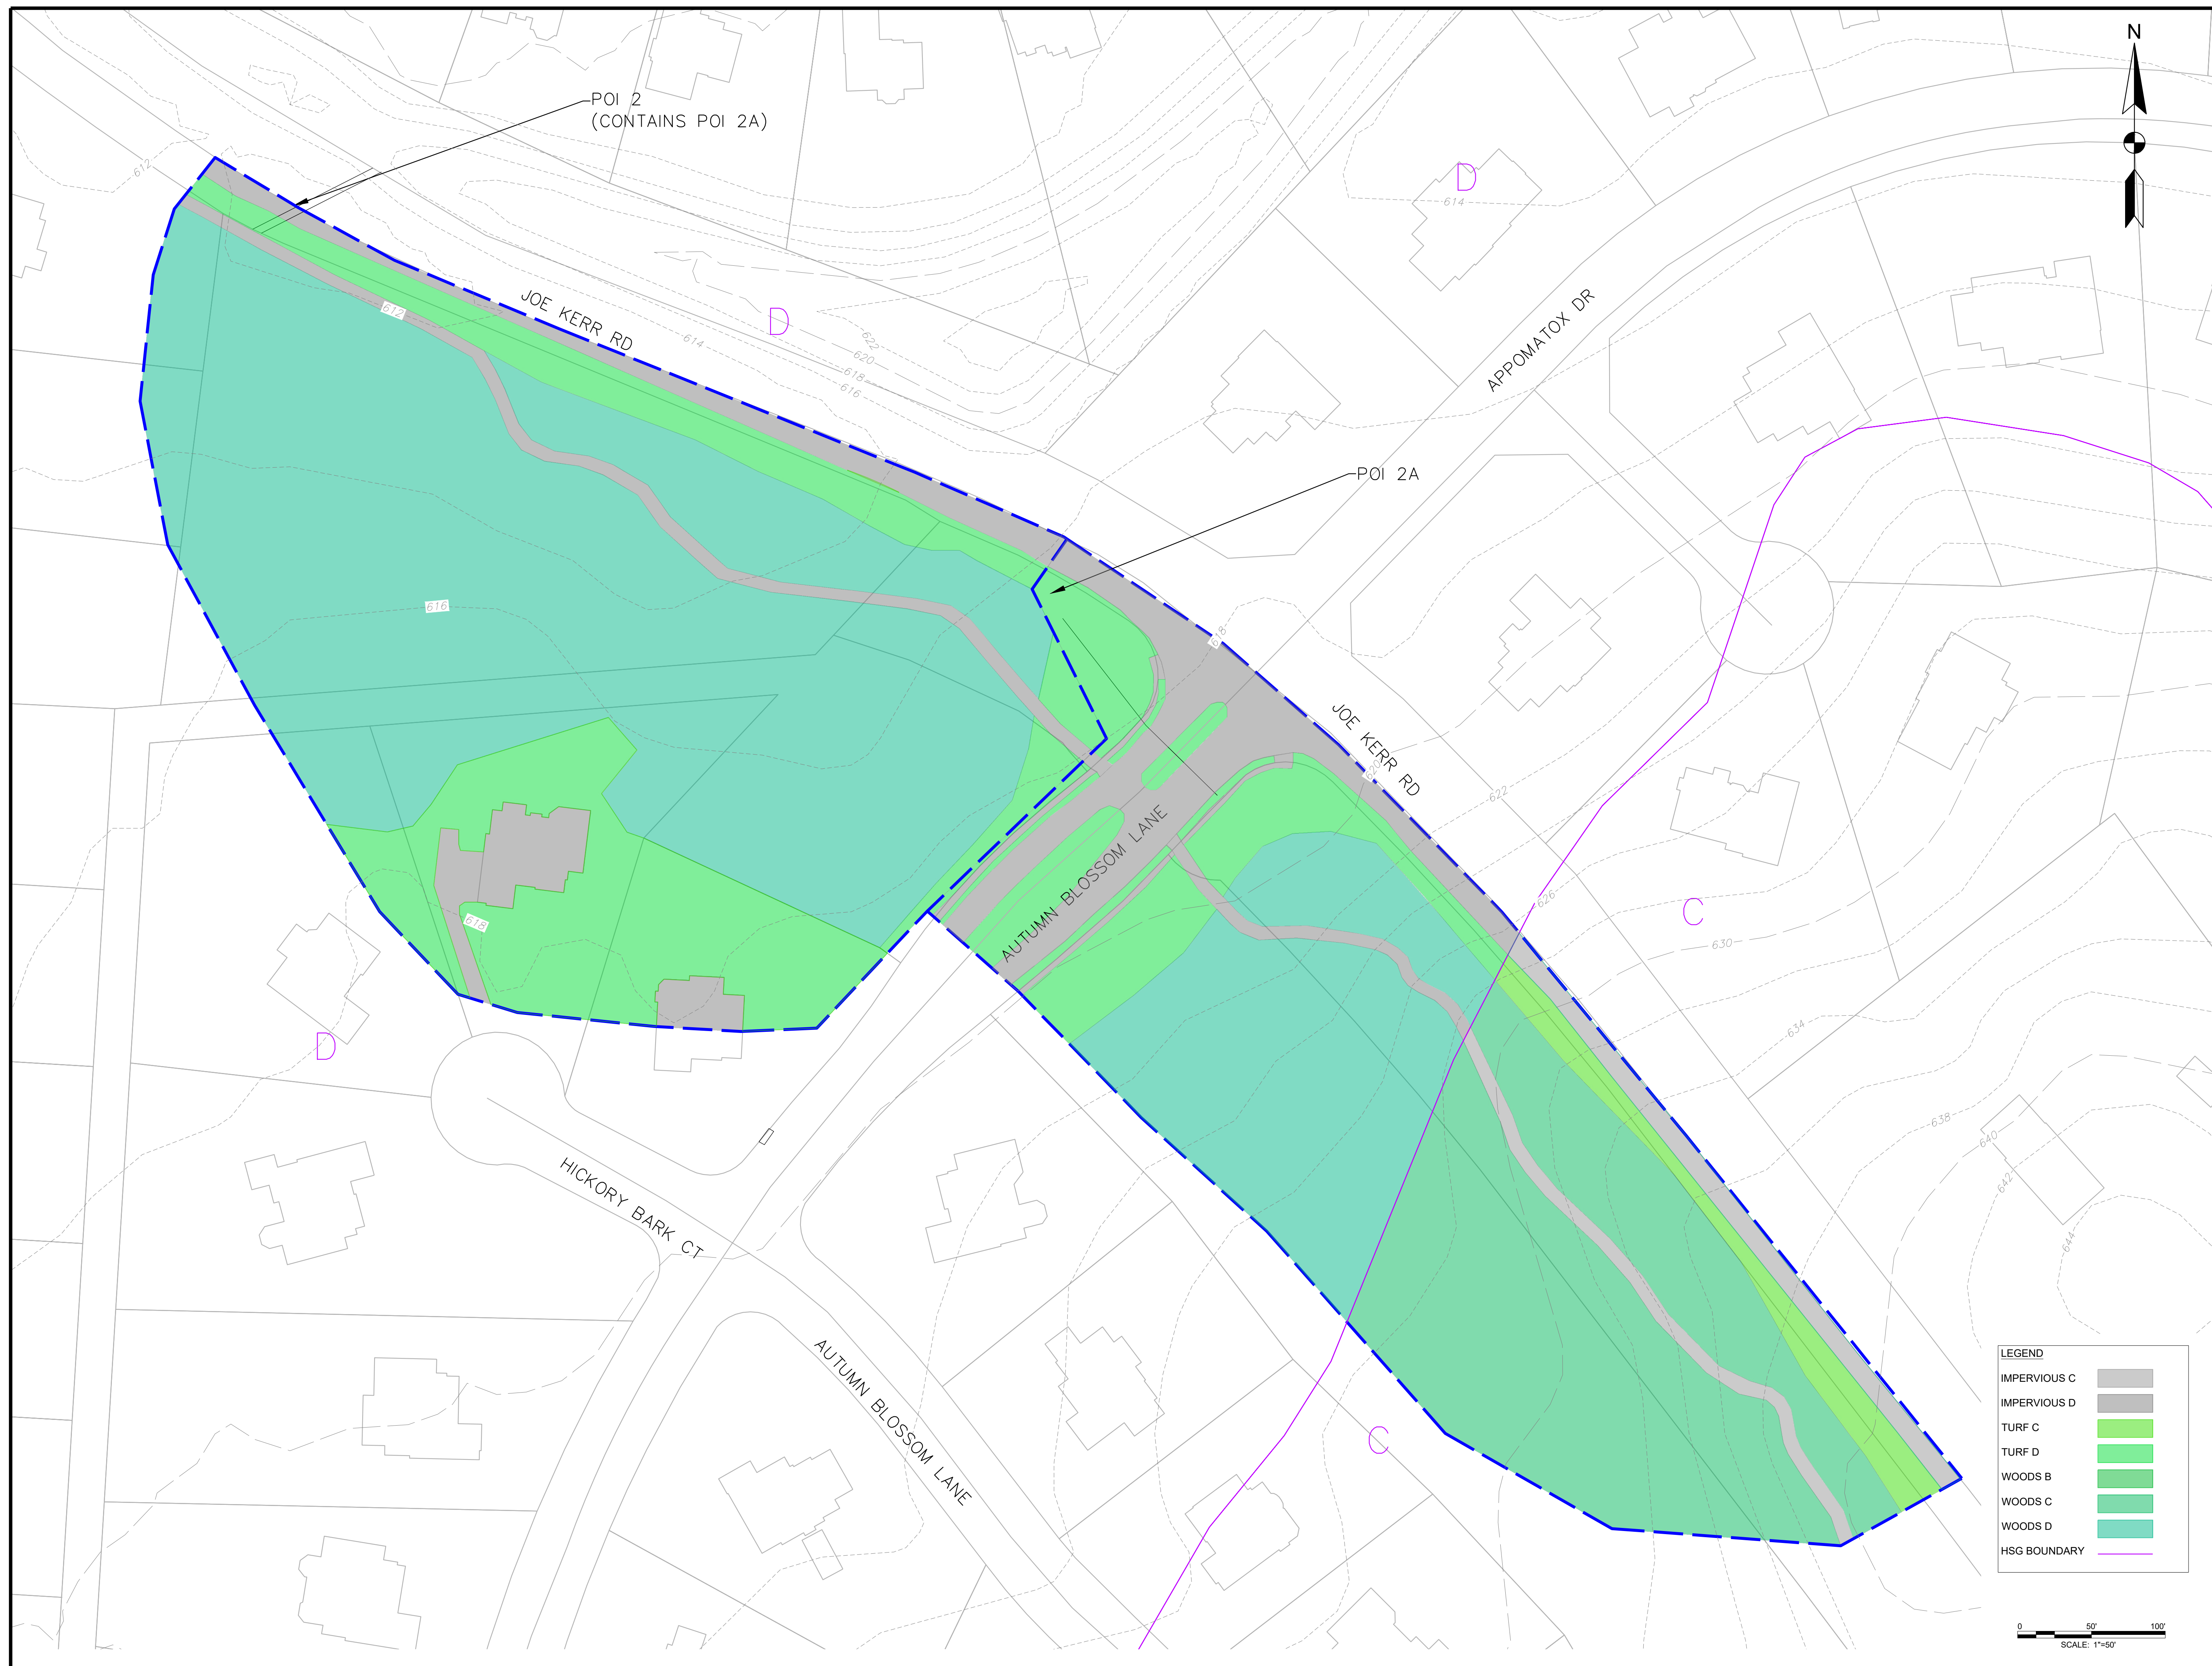 N
POI 2
(CONTAINS POI 2A)
612
D
614
612
JOE KERR RD
D
614
622
620
618
616
APPOMATOX DR
POI 2A
616
618
JOE KERR RD
620
622
AUTUMN BLOSSOM LANE
626
C
630
618
D
634
638
640
642
644
HICKORY BARK CT
AUTUMN BLOSSOM LANE
C
LEGEND
IMPERVIOUS C
IMPERVIOUS D
TURF C
TURF D
WOODS B
WOODS C
WOODS D
HSG BOUNDARY
0 50' 100'
SCALE: 1"=50'